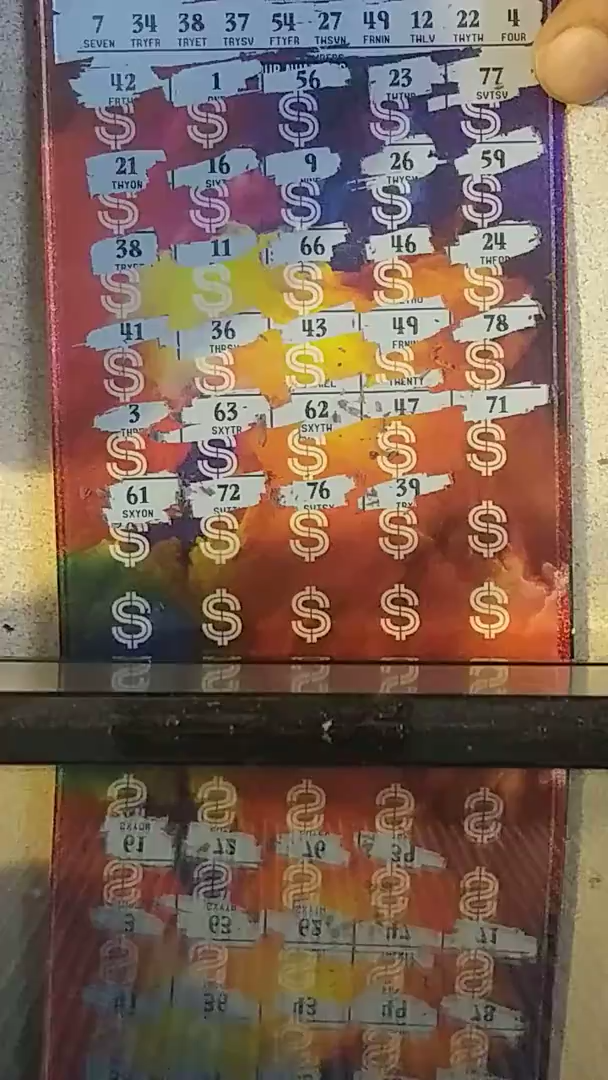 7 34 38 37 54 27 49 12 22 4
SEVEN TRYFR TRYET TRYSV FTYFR THSVN FRNIN THLV THYTH FOUR
42 1 56 23 77
SVTSV
21 16 9 26 59
THYON
38 11 66 46 24
41 36 43 49 78
THENTY
3 63 62 47 71
SXYTR SXYTH
61 72 76 39
SXYON